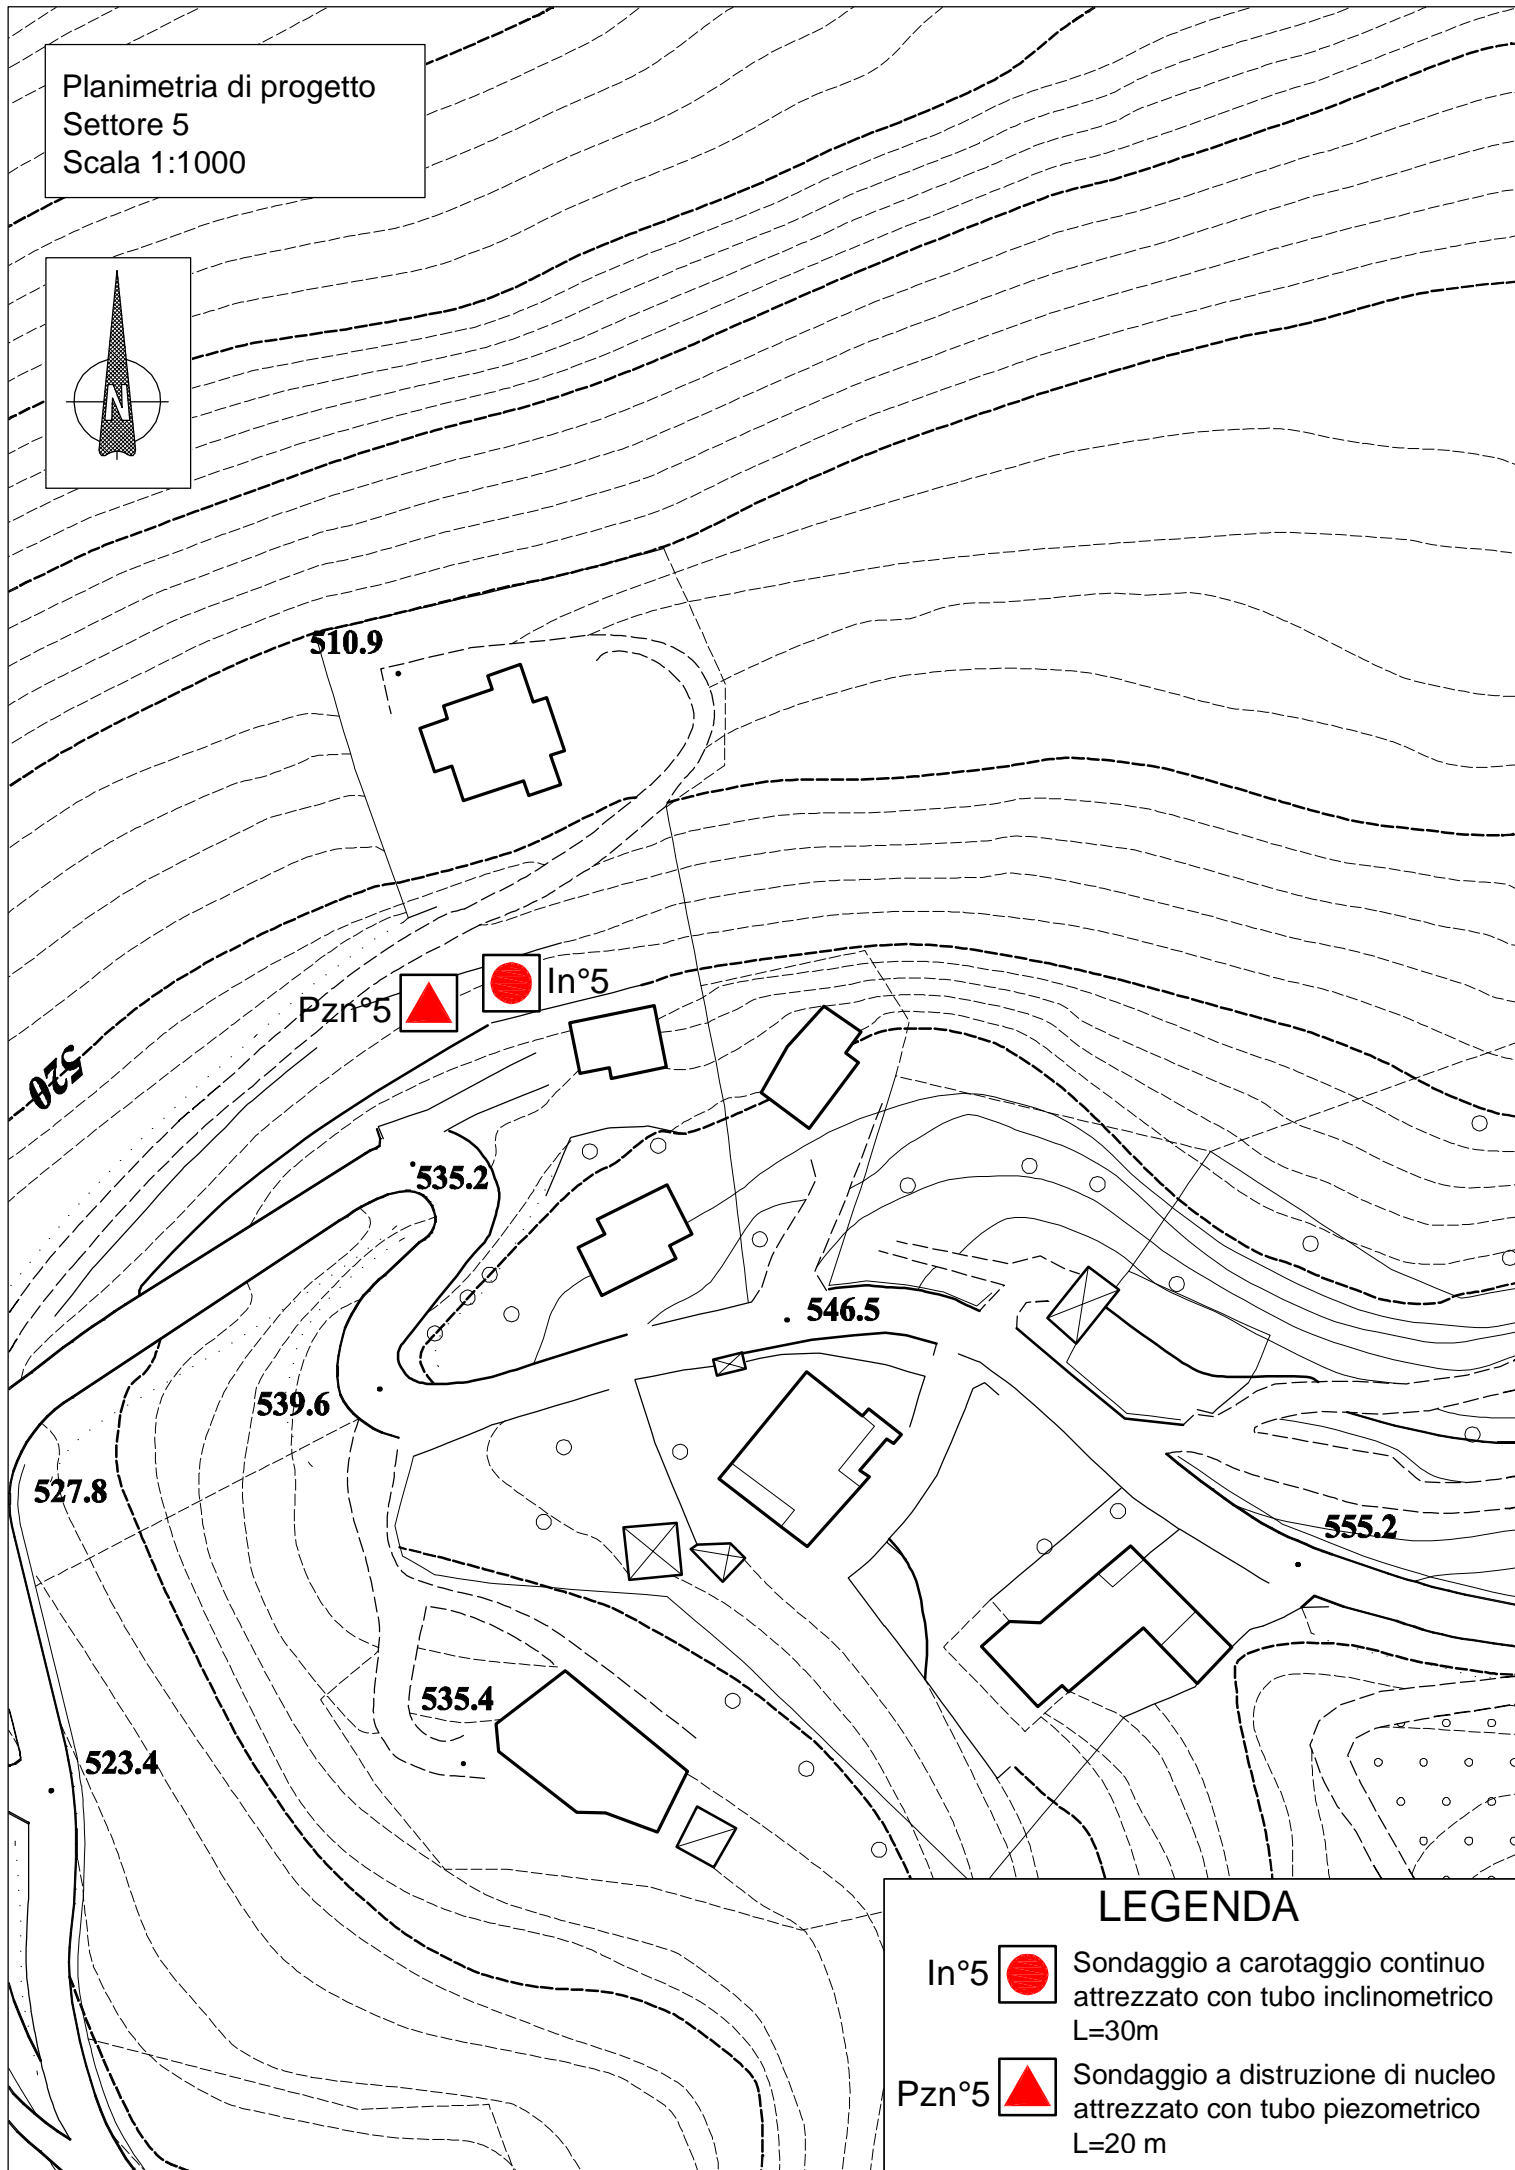 Planimetria di progetto
Settore 5
Scala 1:1000
N
510.9
In°5
Pzn°5
520
535.2
546.5
539.6
527.8
555.2
535.4
523.4
LEGENDA
In°5
Sondaggio a carotaggio continuo
attrezzato con tubo inclinometrico
L=30m
Pzn°5
Sondaggio a distruzione di nucleo
attrezzato con tubo piezometrico
L=20 m